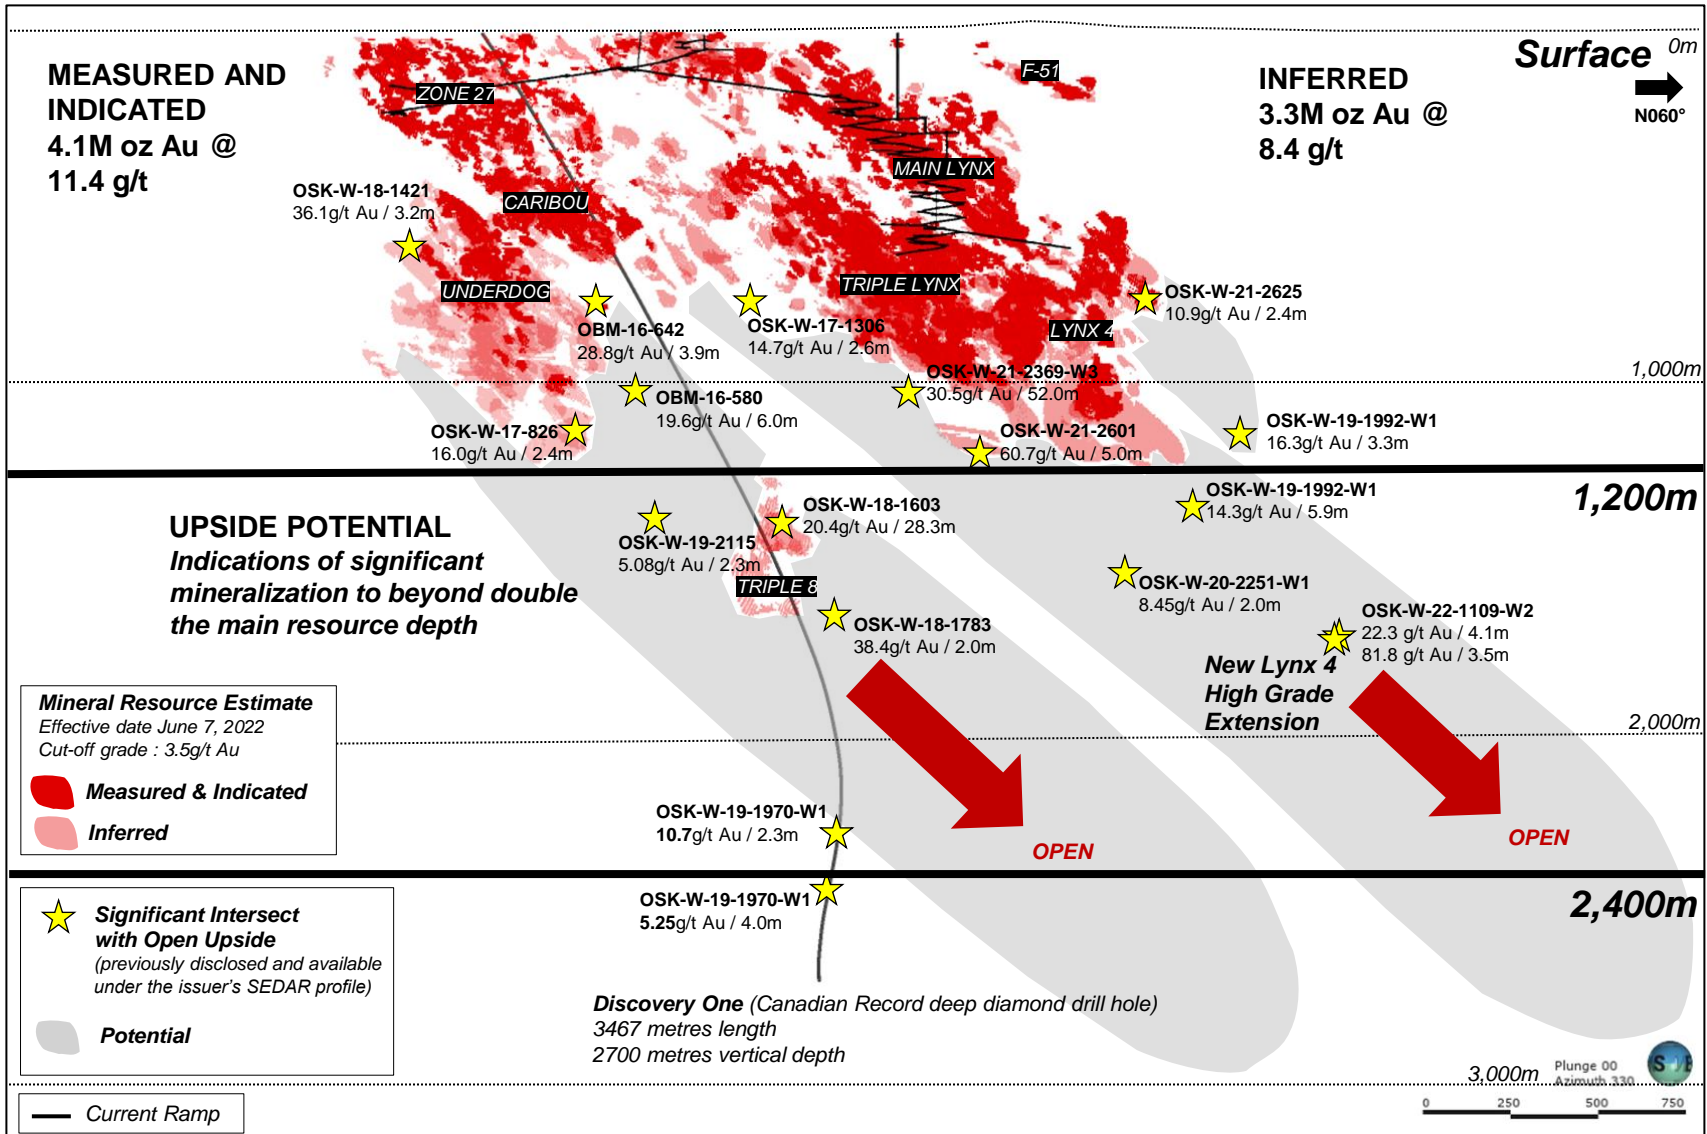 Surface 0m
N060°
MEASURED AND
INDICATED
4.1M oz Au @
11.4 g/t
INFERRED
3.3M oz Au @
8.4 g/t
ZONE 27
F-51
MAIN LYNX
CARIBOU
UNDERDOG
TRIPLE LYNX
LYNX 4
OSK-W-18-1421
36.1g/t Au / 3.2m
OBM-16-642
28.8g/t Au / 3.9m
OSK-W-17-1306
14.7g/t Au / 2.6m
OSK-W-21-2625
10.9g/t Au / 2.4m
1,000m
OSK-W-21-2369-W3
30.5g/t Au / 52.0m
OBM-16-580
19.6g/t Au / 6.0m
OSK-W-17-826
16.0g/t Au / 2.4m
OSK-W-21-2601
60.7g/t Au / 5.0m
OSK-W-19-1992-W1
16.3g/t Au / 3.3m
1,200m
UPSIDE POTENTIAL
Indications of significant
mineralization to beyond double
the main resource depth
OSK-W-19-2115
5.08g/t Au / 2.3m
OSK-W-18-1603
20.4g/t Au / 28.3m
TRIPLE 8
OSK-W-18-1783
38.4g/t Au / 2.0m
OSK-W-19-1992-W1
14.3g/t Au / 5.9m
OSK-W-20-2251-W1
8.45g/t Au / 2.0m
OSK-W-22-1109-W2
22.3 g/t Au / 4.1m
81.8 g/t Au / 3.5m
New Lynx 4
High Grade
Extension
2,000m
Mineral Resource Estimate
Effective date June 7, 2022
Cut-off grade : 3.5g/t Au
Measured & Indicated
Inferred
OSK-W-19-1970-W1
10.7g/t Au / 2.3m
OPEN
OPEN
OSK-W-19-1970-W1
5.25g/t Au / 4.0m
2,400m
Significant Intersect
with Open Upside
(previously disclosed and available
under the issuer's SEDAR profile)
Potential
Discovery One (Canadian Record deep diamond drill hole)
3467 metres length
2700 metres vertical depth
3,000m
Plunge 00
Azimuth 330
0 250 500 750
Current Ramp